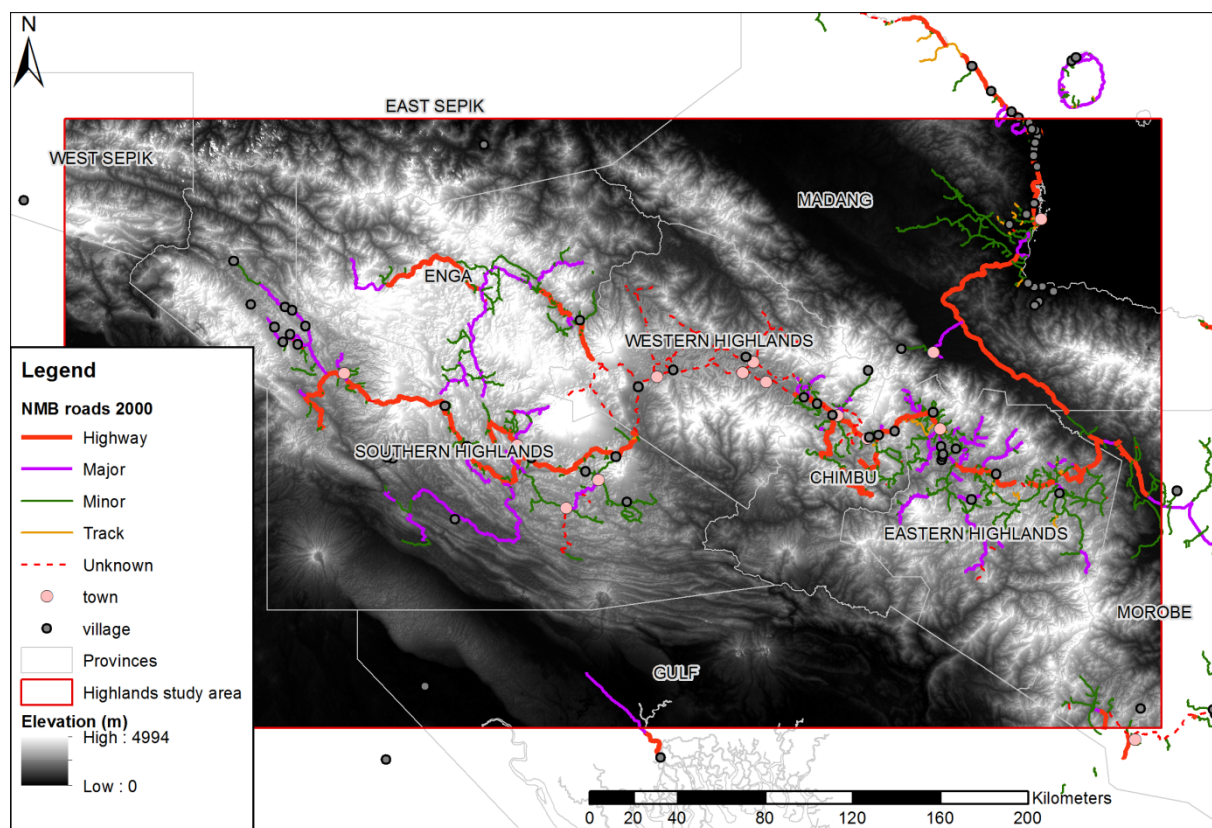 N
EAST SEPIK
WEST SEPIK
MADANG
ENGA
WESTERN HIGHLANDS
SOUTHERN HIGHLANDS
CHIMBU
EASTERN HIGHLANDS
MOROBE
GULF
Legend
NMB roads 2000
Highway
Major
Minor
Track
Unknown
town
village
Provinces
Highlands study area
Elevation (m)
High : 4994
Low : 0
Kilometers
0 20 40 80 120 160 200